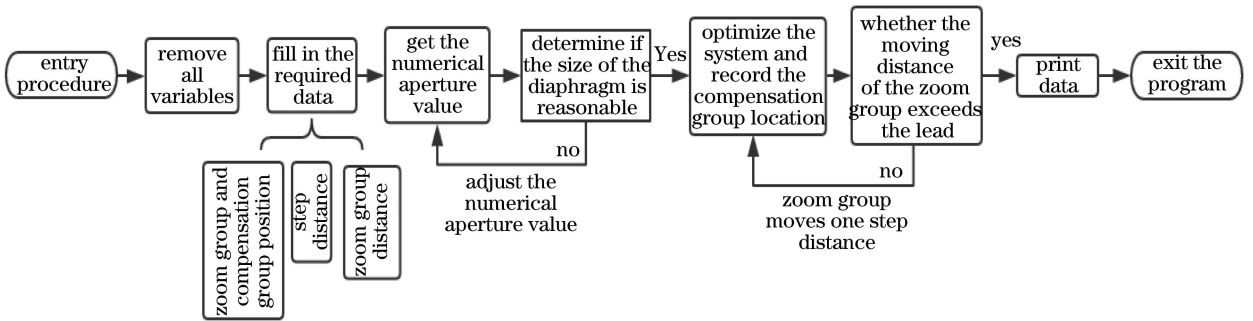 entry
procedure
remove
all
variables
fill in the
required
data
zoom group and
compensation
group position
step
distance
zoom group
distance
get the
numerical
aperture
value
determine if
the size of the
diaphragm is
reasonable
no
adjust the
numerical
aperture value
Yes
optimize the
system and
record the
compensation
group location
whether the
moving
distance
of the zoom
group exceeds
the lead
no
zoom group
moves one step
distance
yes
print
data
exit the
program